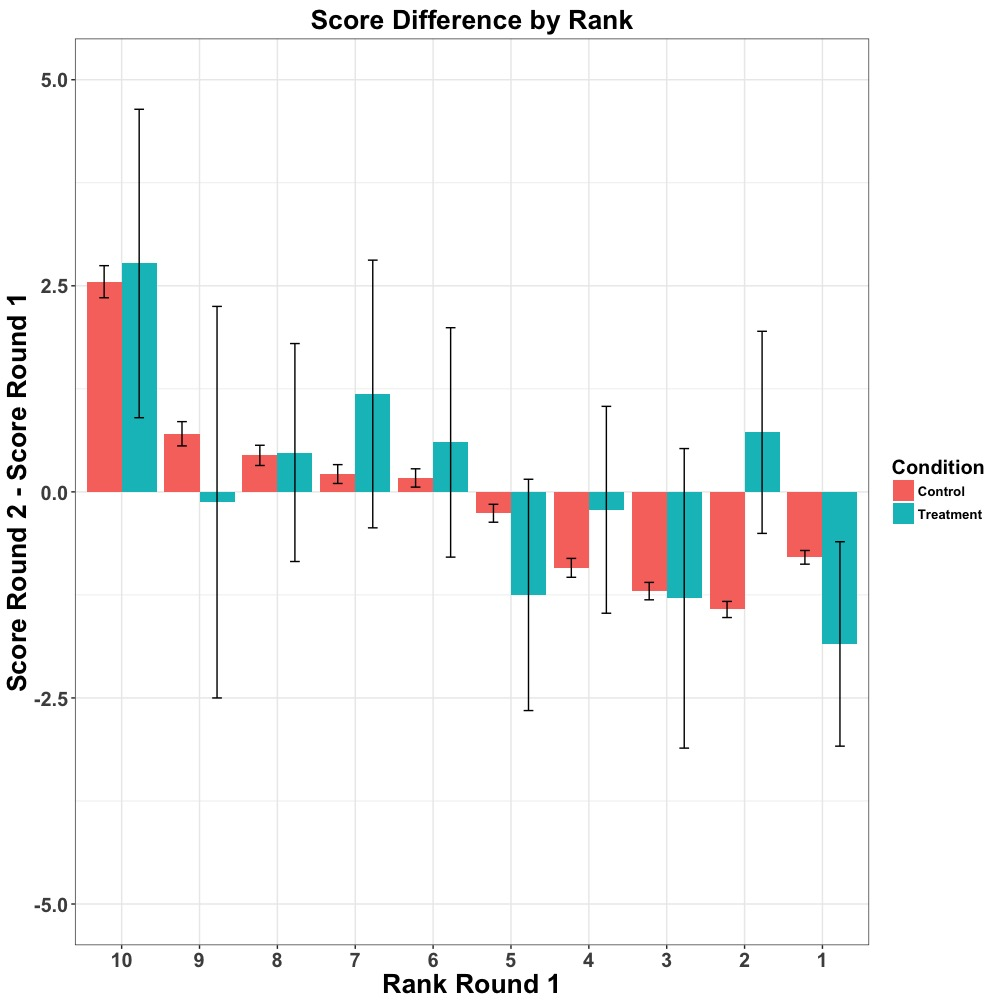 Score Difference by Rank
Score Round 2 - Score Round 1
5.0
2.5
0.0
-2.5
-5.0
10 9 8 7 6 5 4 3 2 1
Rank Round 1
Condition
Control
Treatment